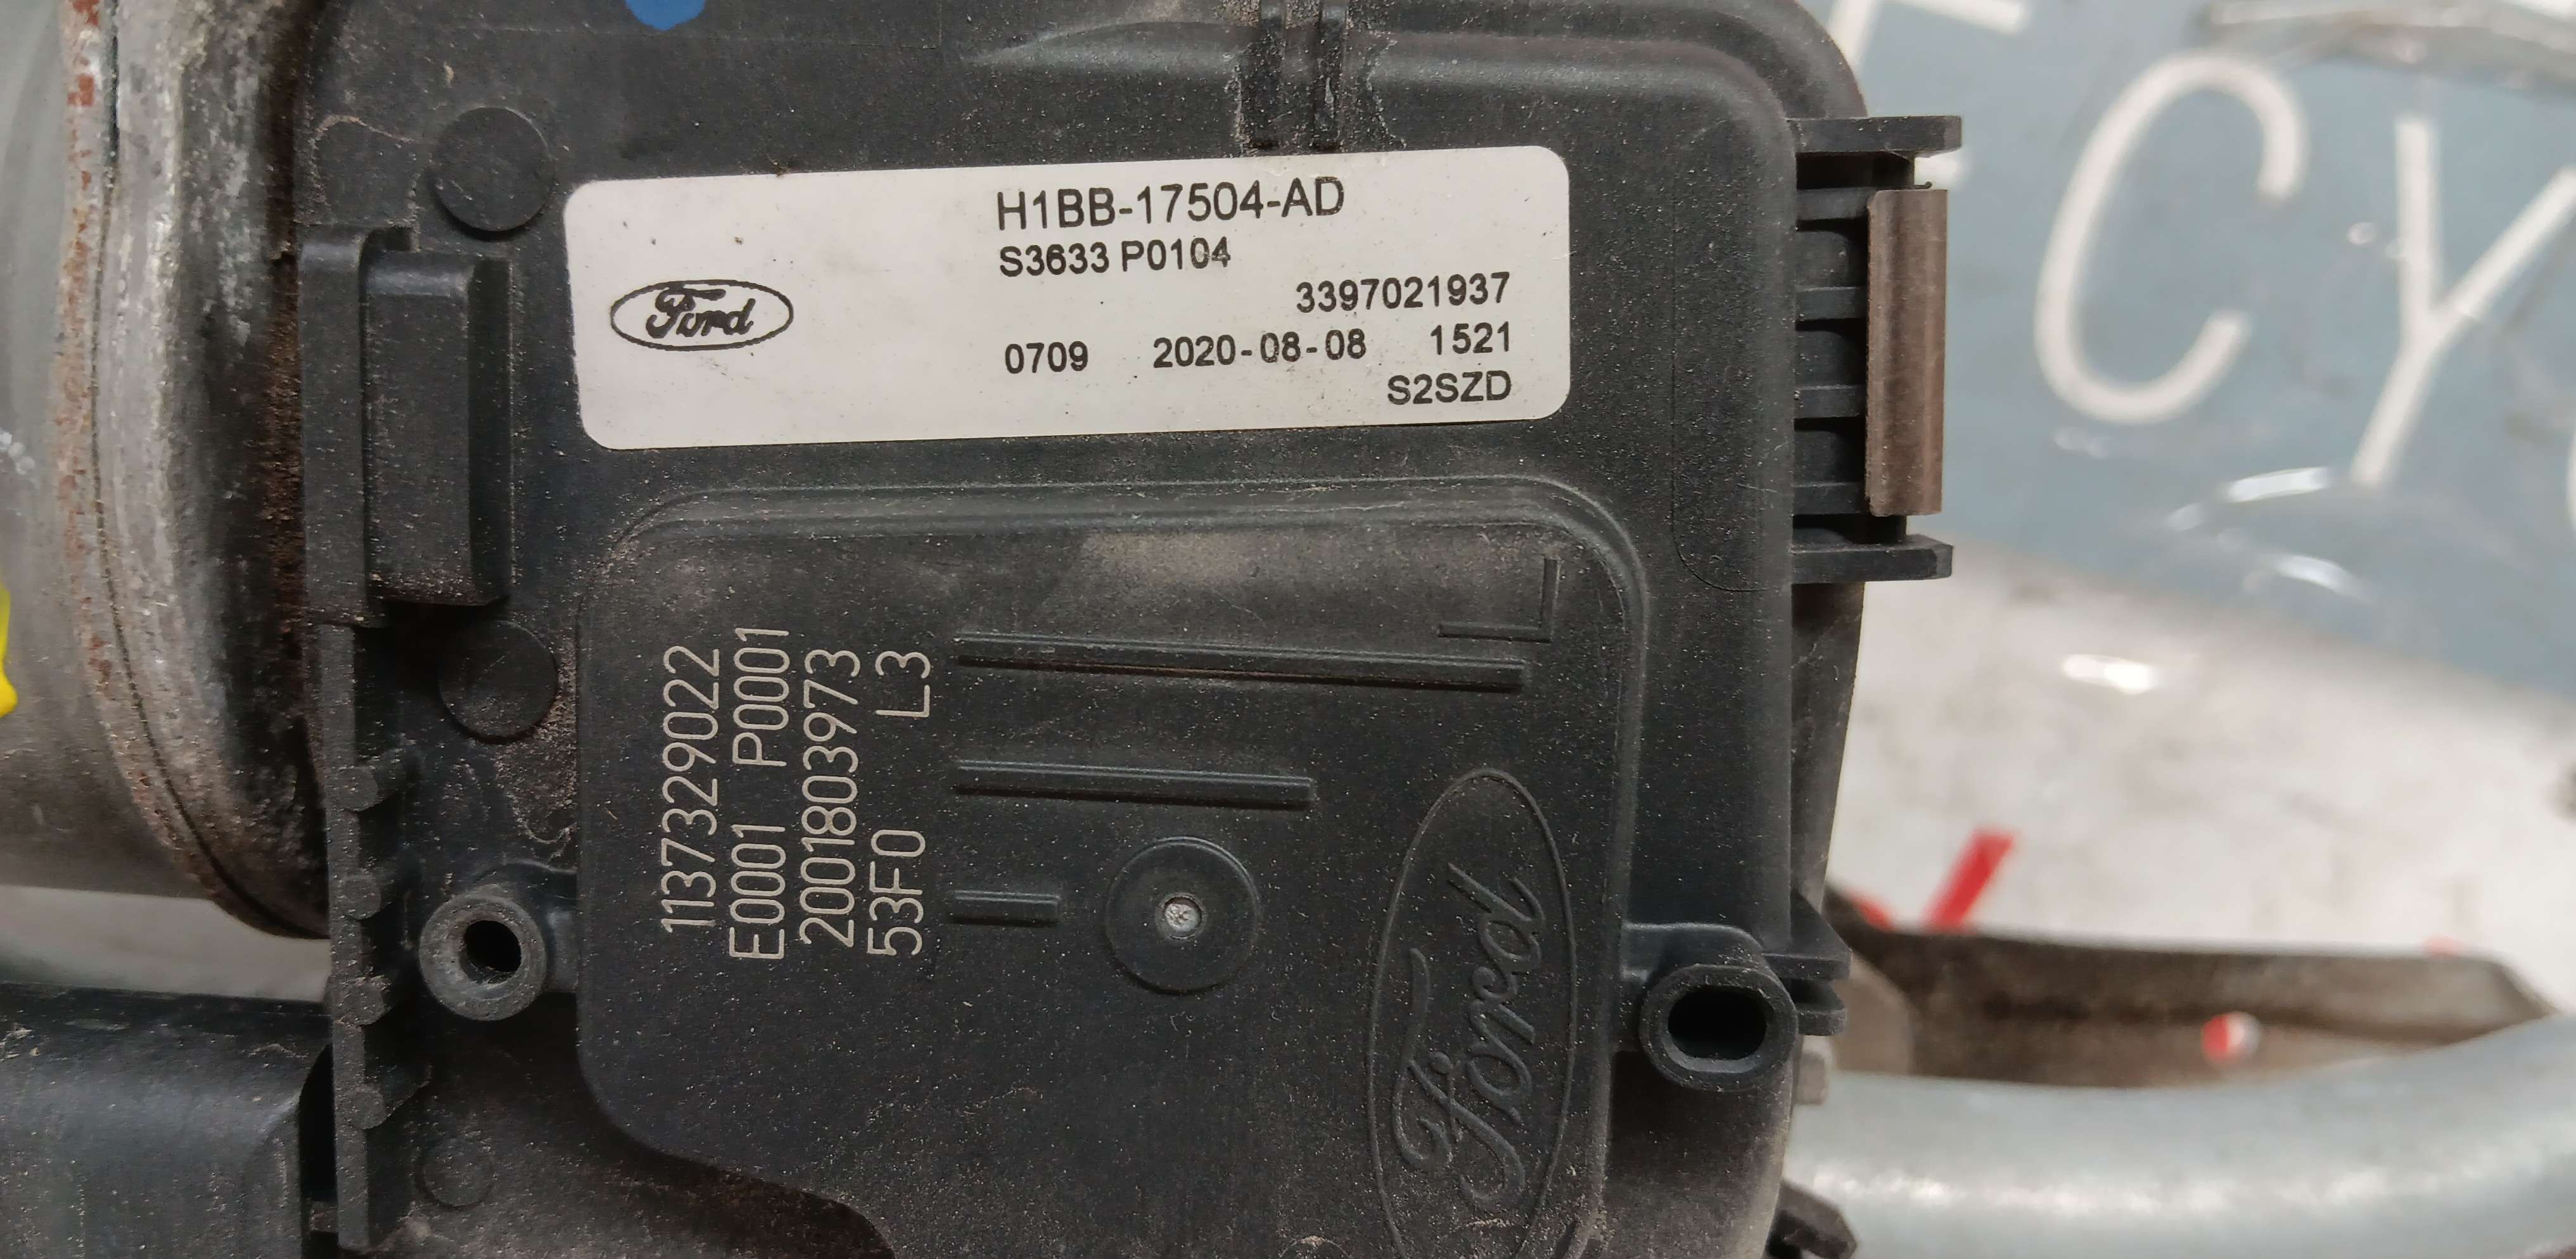 H1BB-17504-AD
S3633 P0104
3397021937
Ford
0709 2020-08-08 1521
S2SZD
1137329022
E0001 P0001
2001803973
53F0 L3
L
Ford
CY